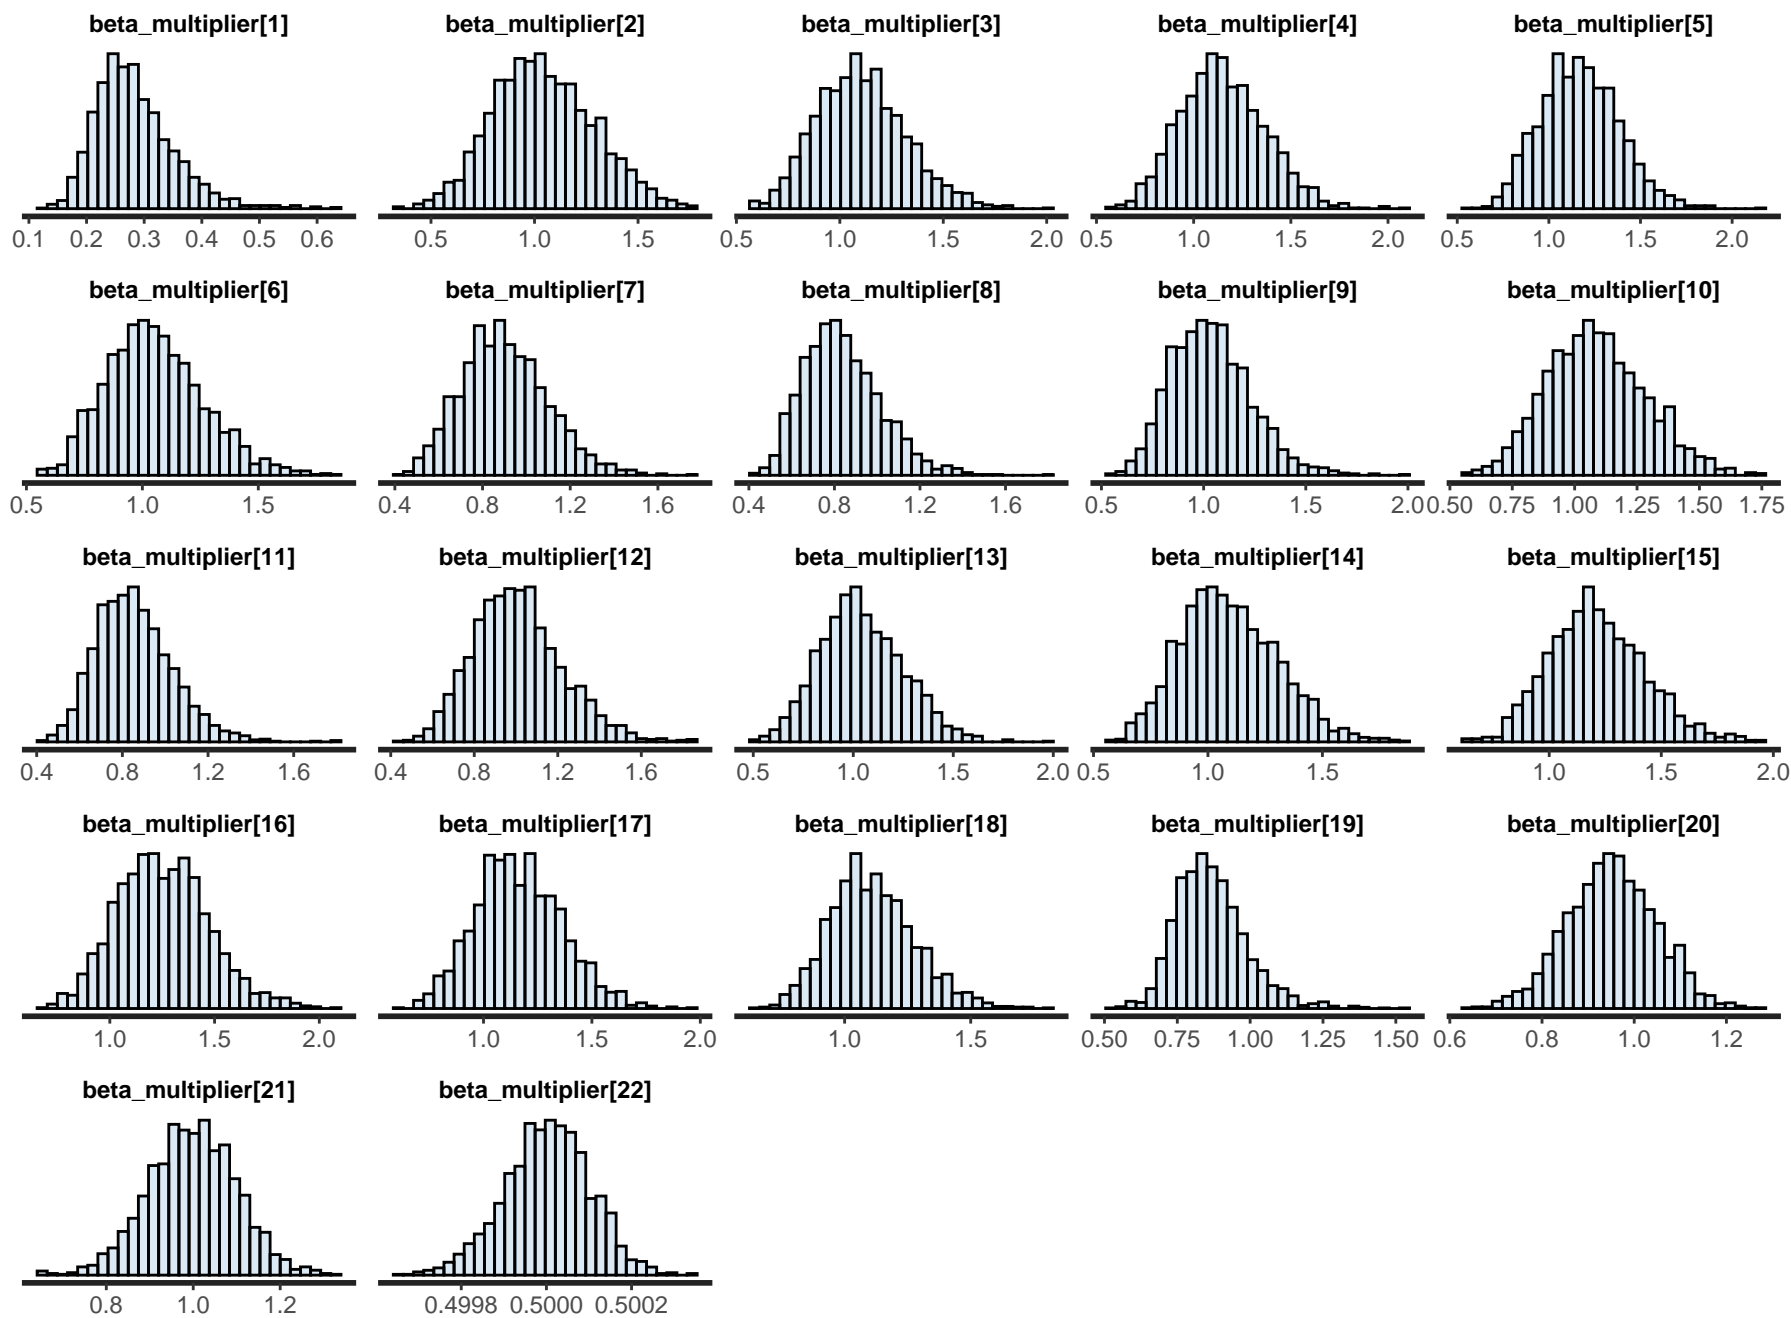 beta_multiplier[1] beta_multiplier[2] beta_multiplier[3] beta_multiplier[4] beta_multiplier[5]
0.1 0.2 0.3 0.4 0.5 0.6 0.5 1.0 1.5 0.5 1.0 1.5 2.0 0.5 1.0 1.5 2.0 0.5 1.0 1.5 2.0
beta_multiplier[6] beta_multiplier[7] beta_multiplier[8] beta_multiplier[9] beta_multiplier[10]
0.5 1.0 1.5 0.4 0.8 1.2 1.6 0.4 0.8 1.2 1.6 0.5 1.0 1.5 2.0 0.50 0.75 1.00 1.25 1.50 1.75
beta_multiplier[11] beta_multiplier[12] beta_multiplier[13] beta_multiplier[14] beta_multiplier[15]
0.4 0.8 1.2 1.6 0.4 0.8 1.2 1.6 0.5 1.0 1.5 2.0 0.5 1.0 1.5 1.0 1.5 2.0
beta_multiplier[16] beta_multiplier[17] beta_multiplier[18] beta_multiplier[19] beta_multiplier[20]
1.0 1.5 2.0 1.0 1.5 2.0 1.0 1.5 0.50 0.75 1.00 1.25 1.50 0.6 0.8 1.0 1.2
beta_multiplier[21] beta_multiplier[22]
0.8 1.0 1.2 0.4998 0.5000 0.5002